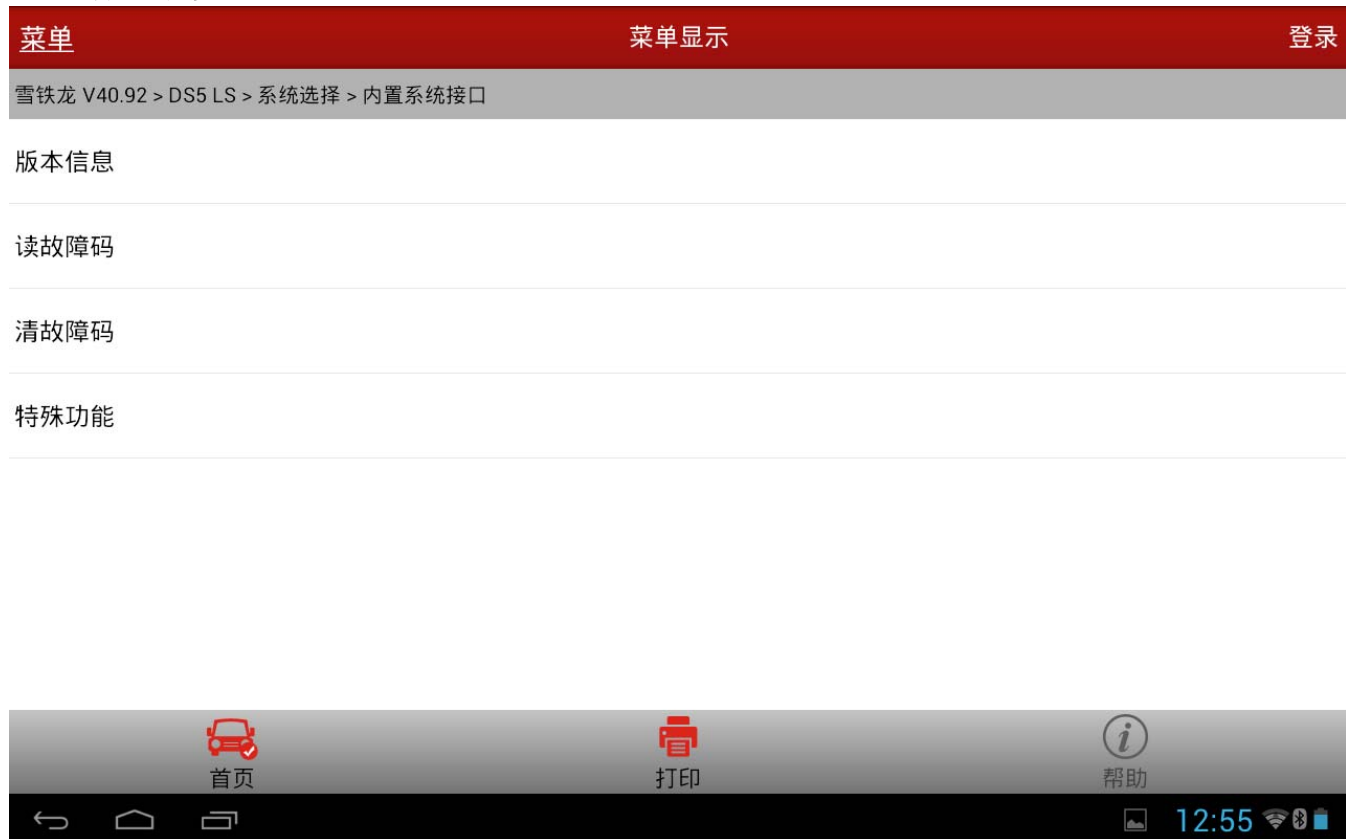 菜单 菜单显示 登录
雪铁龙 V40.92 > DS5 LS > 系统选择 > 内置系统接口
版本信息
读故障码
清故障码
特殊功能
首页 打印 帮助
12:55